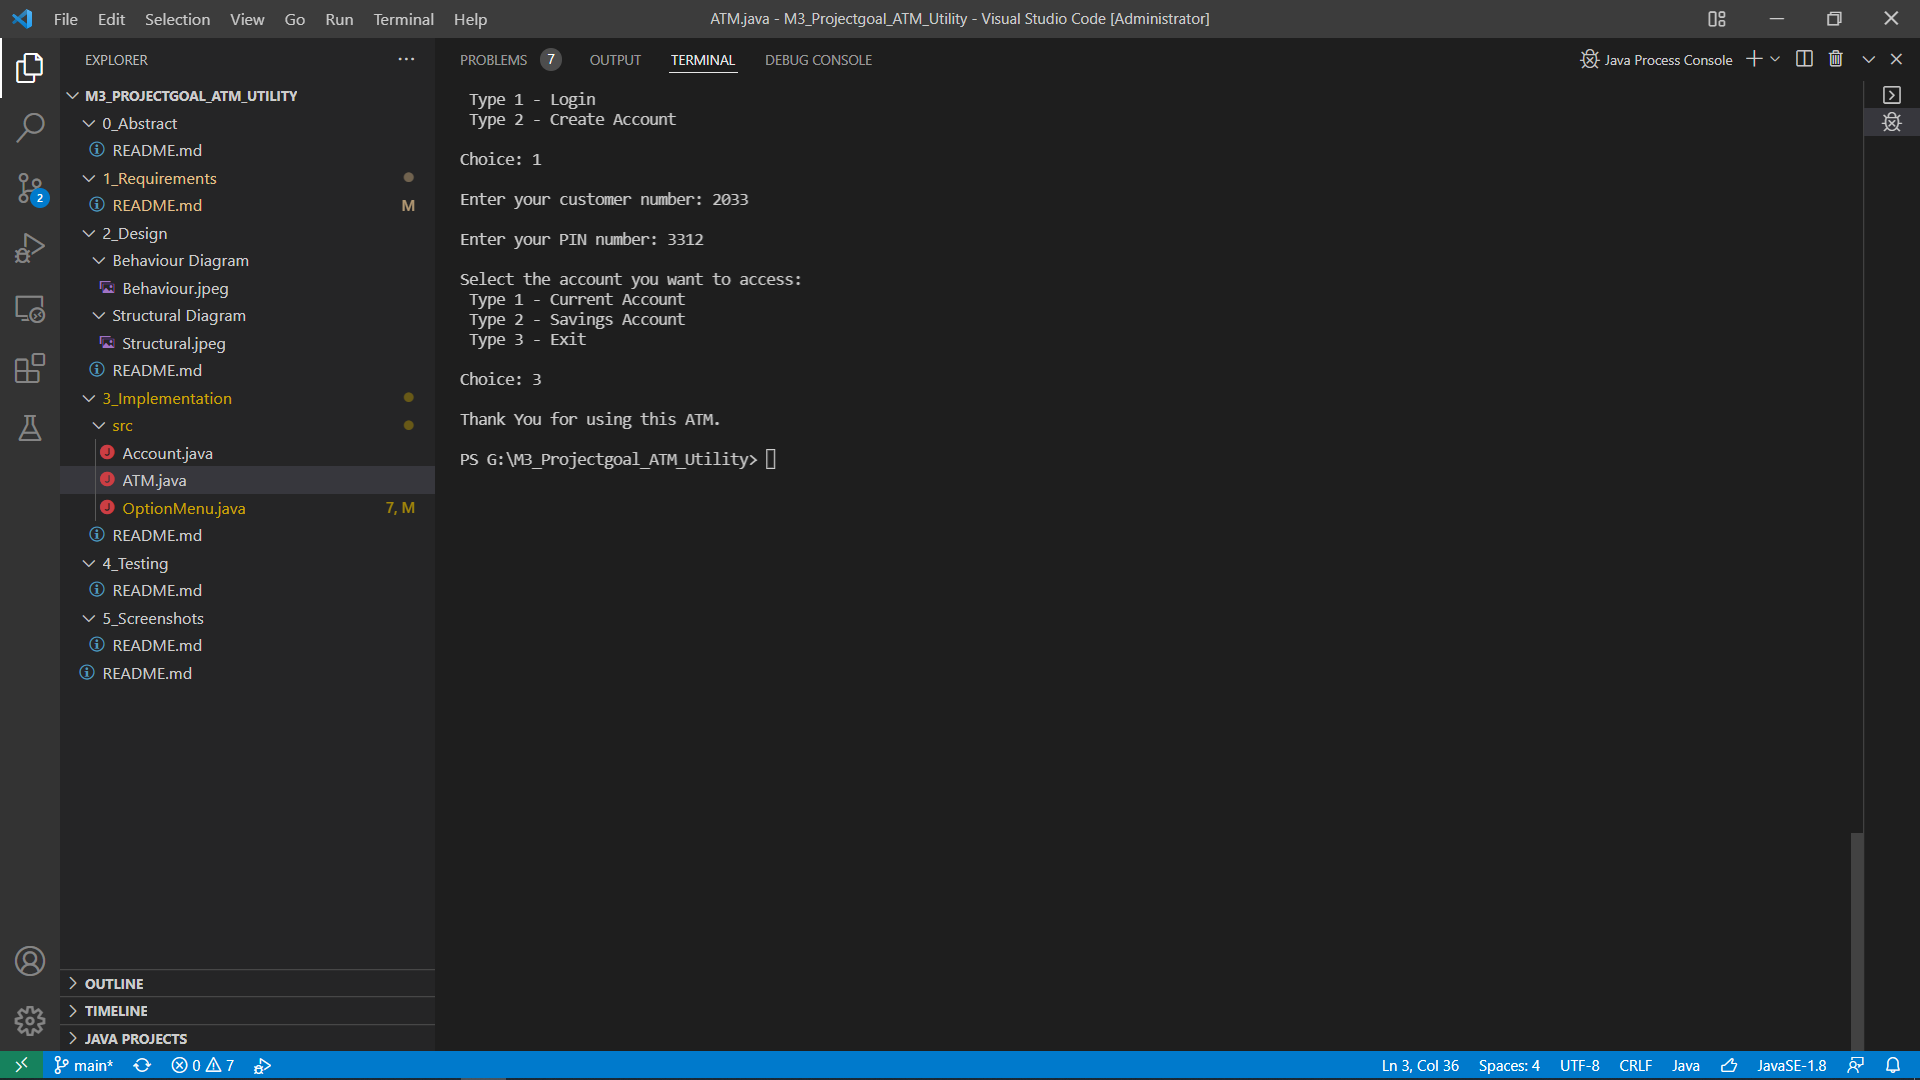 File Edit Selection View Go Run Terminal Help
ATM.java - M3_Projectgoal_ATM_Utility - Visual Studio Code [Administrator]
EXPLORER
M3_PROJECTGOAL_ATM_UTILITY
0_Abstract
README.md
1_Requirements
README.md M
2_Design
Behaviour Diagram
Behaviour.jpeg
Structural Diagram
Structural.jpeg
README.md
3_Implementation
src
Account.java
ATM.java
OptionMenu.java 7, M
README.md
4_Testing
README.md
5_Screenshots
README.md
README.md
OUTLINE
TIMELINE
JAVA PROJECTS
2
PROBLEMS 7 OUTPUT TERMINAL DEBUG CONSOLE
Java Process Console
Type 1 - Login
Type 2 - Create Account
Choice: 1
Enter your customer number: 2033
Enter your PIN number: 3312
Select the account you want to access:
Type 1 - Current Account
Type 2 - Savings Account
Type 3 - Exit
Choice: 3
Thank You for using this ATM.
PS G:\M3_Projectgoal_ATM_Utility>
main* 0 7
Ln 3, Col 36 Spaces: 4 UTF-8 CRLF Java JavaSE-1.8